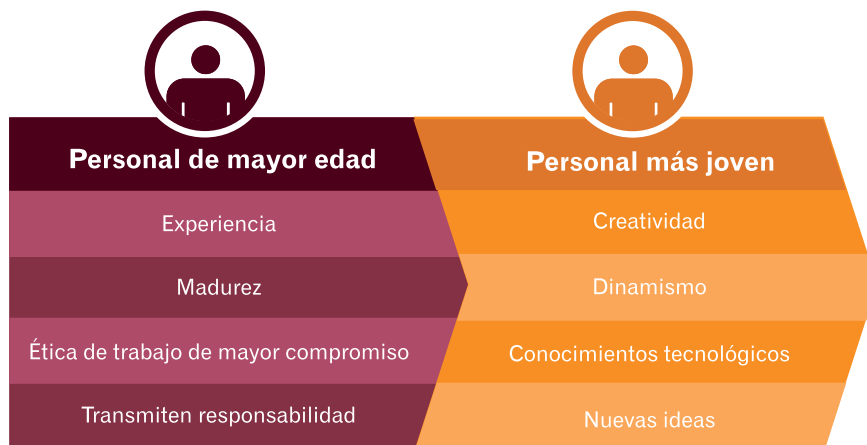 Personal de mayor edad
Experiencia
Madurez
Ética de trabajo de mayor compromiso
Transmiten responsabilidad
Personal más joven
Creatividad
Dinamismo
Conocimientos tecnológicos
Nuevas ideas